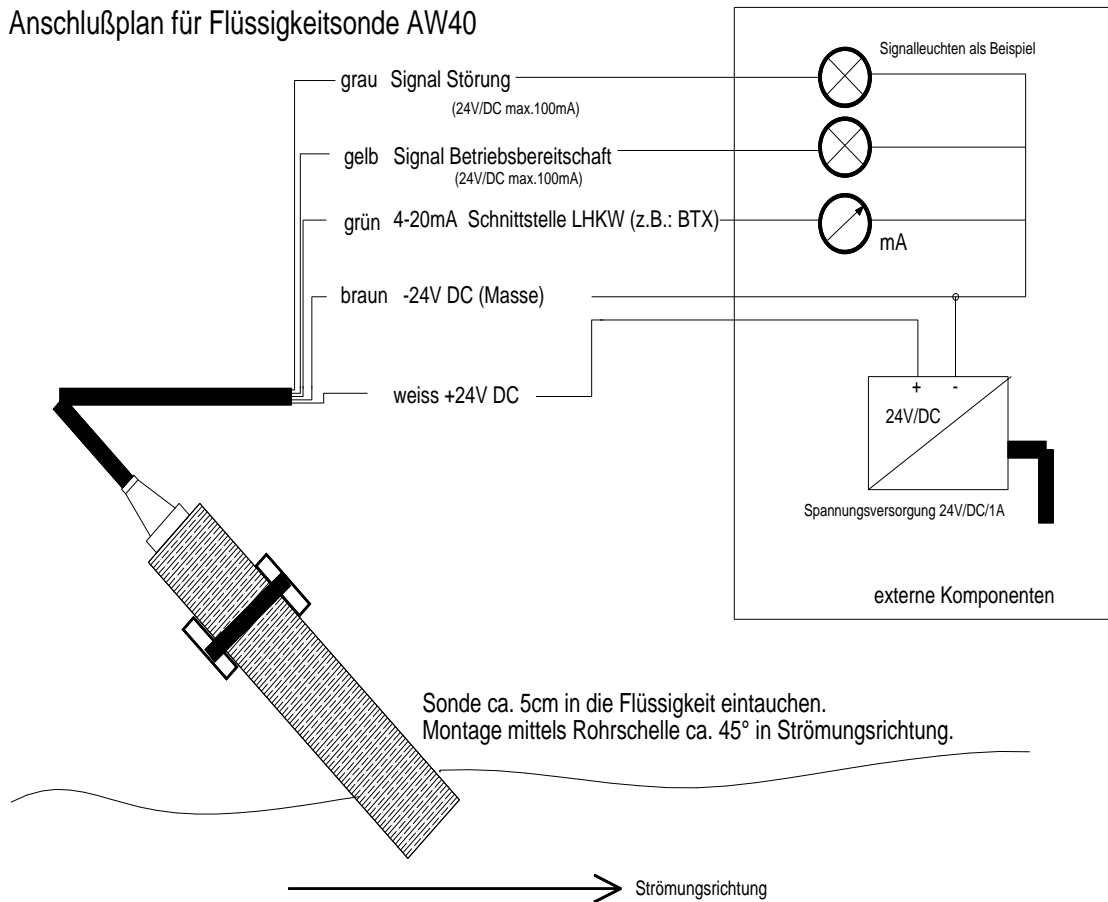 Anschlußplan für Flüssigkeitsonde AW40
Signalleuchten als Beispiel
grau Signal Störung
(24V/DC max.100mA)
gelb Signal Betriebsbereitschaft
(24V/DC max.100mA)
grün 4-20mA Schnittstelle LHKW (z.B.: BTX)
mA
braun -24V DC (Masse)
weiss +24V DC
+ -
24V/DC
Spannungsversorgung 24V/DC/1A
externe Komponenten
Sonde ca. 5cm in die Flüssigkeit eintauchen.
Montage mittels Rohrschelle ca. 45° in Strömungsrichtung.
Strömungsrichtung